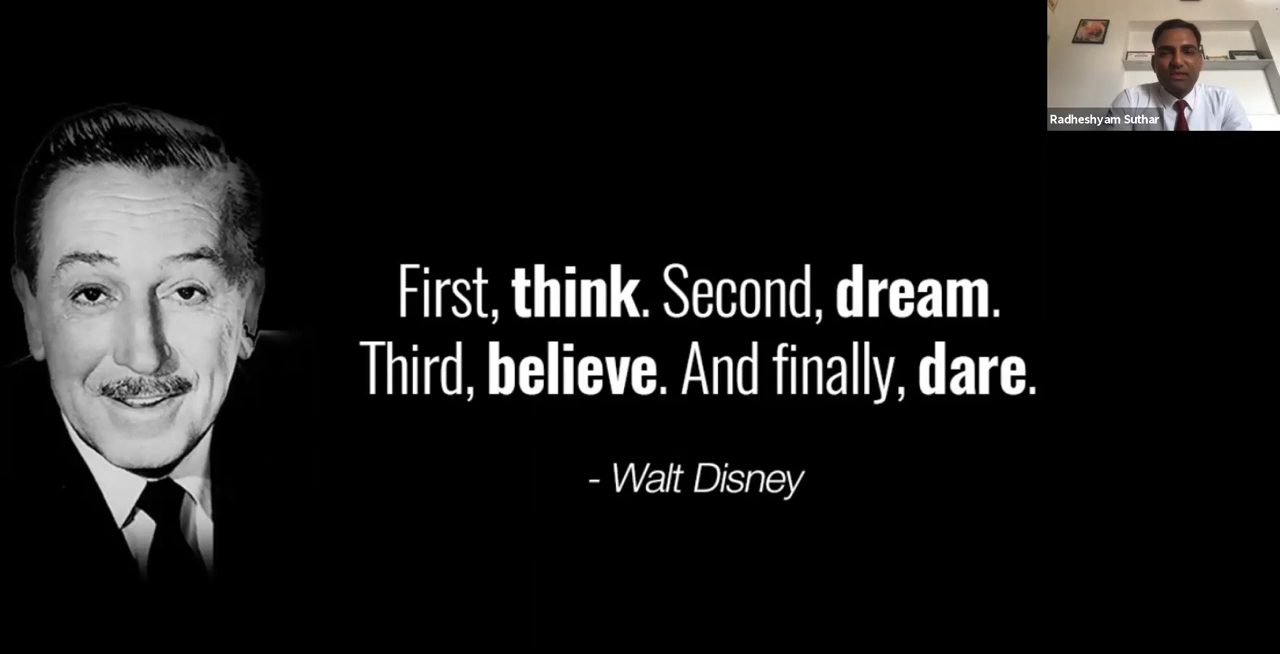 Radheshyam Suthar
First, think. Second, dream.
Third, believe. And finally, dare.
- Walt Disney